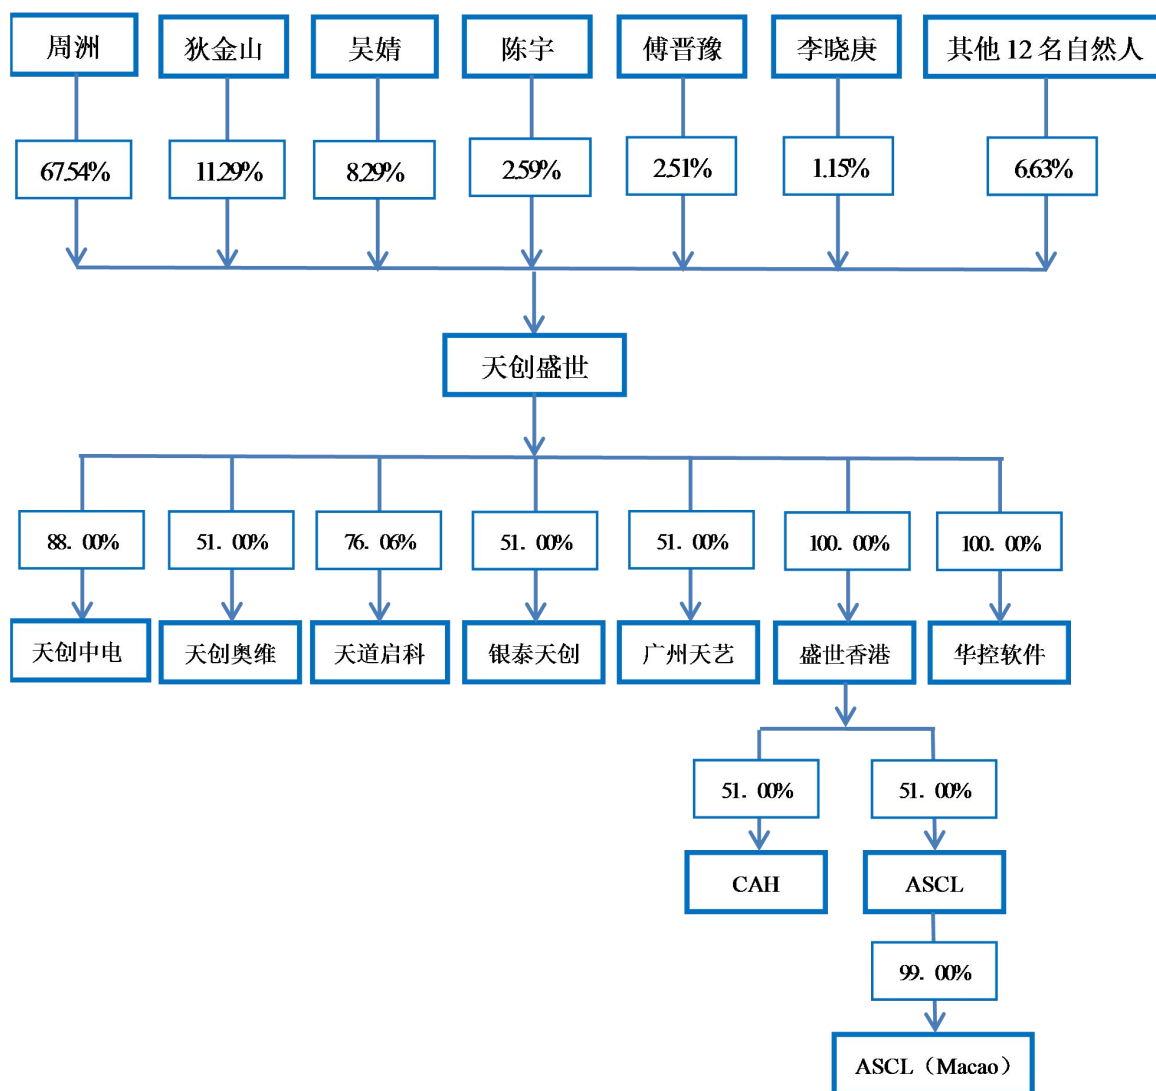 周洲
狄金山
吴婧
陈宇
傅晋豫
李晓庚
其他 12 名自然人
67.54%
11.29%
8.29%
2.59%
2.51%
1.15%
6.63%
天创盛世
88. 00%
51. 00%
76. 06%
51. 00%
51. 00%
100. 00%
100. 00%
天创中电
天创奥维
天道启科
银泰天创
广州天艺
盛世香港
华控软件
51. 00%
51. 00%
CAH
ASCL
99. 00%
ASCL（Macao）